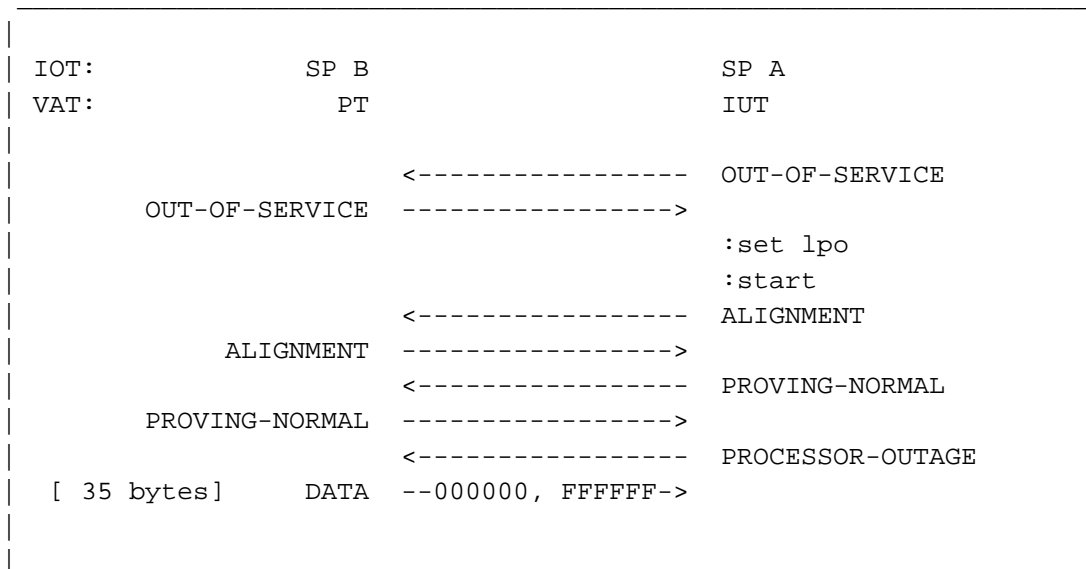 IOT: SP B SP A
VAT: PT IUT
<----------------- OUT-OF-SERVICE
OUT-OF-SERVICE ----------------->
:set lpo
:start
<----------------- ALIGNMENT
ALIGNMENT ----------------->
<----------------- PROVING-NORMAL
PROVING-NORMAL ----------------->
<----------------- PROCESSOR-OUTAGE
[ 35 bytes] DATA --000000, FFFFFF->